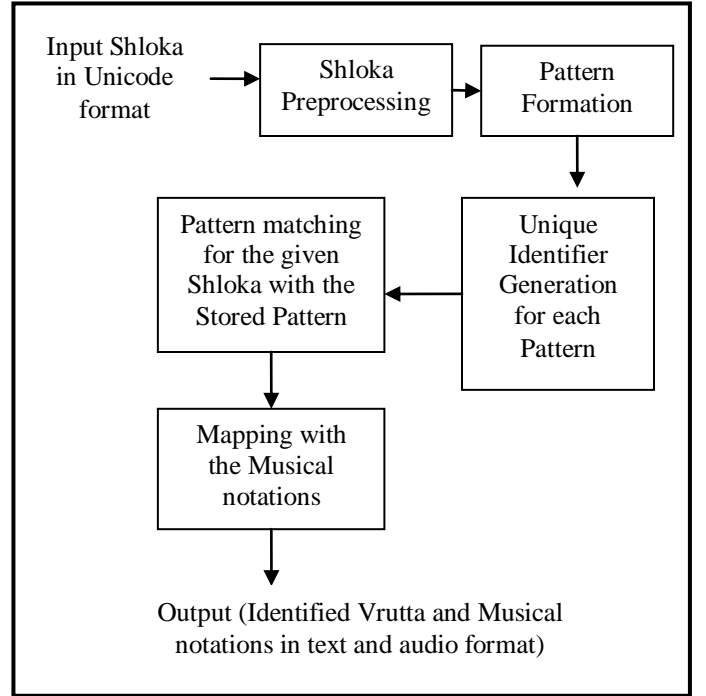 Input Shloka
in Unicode
format
Shloka
Preprocessing
Pattern
Formation
Unique
Identifier
Generation
for each
Pattern
Pattern matching
for the given
Shloka with the
Stored Pattern
Mapping with
the Musical
notations
Output (Identified Vrutta and Musical
notations in text and audio format)